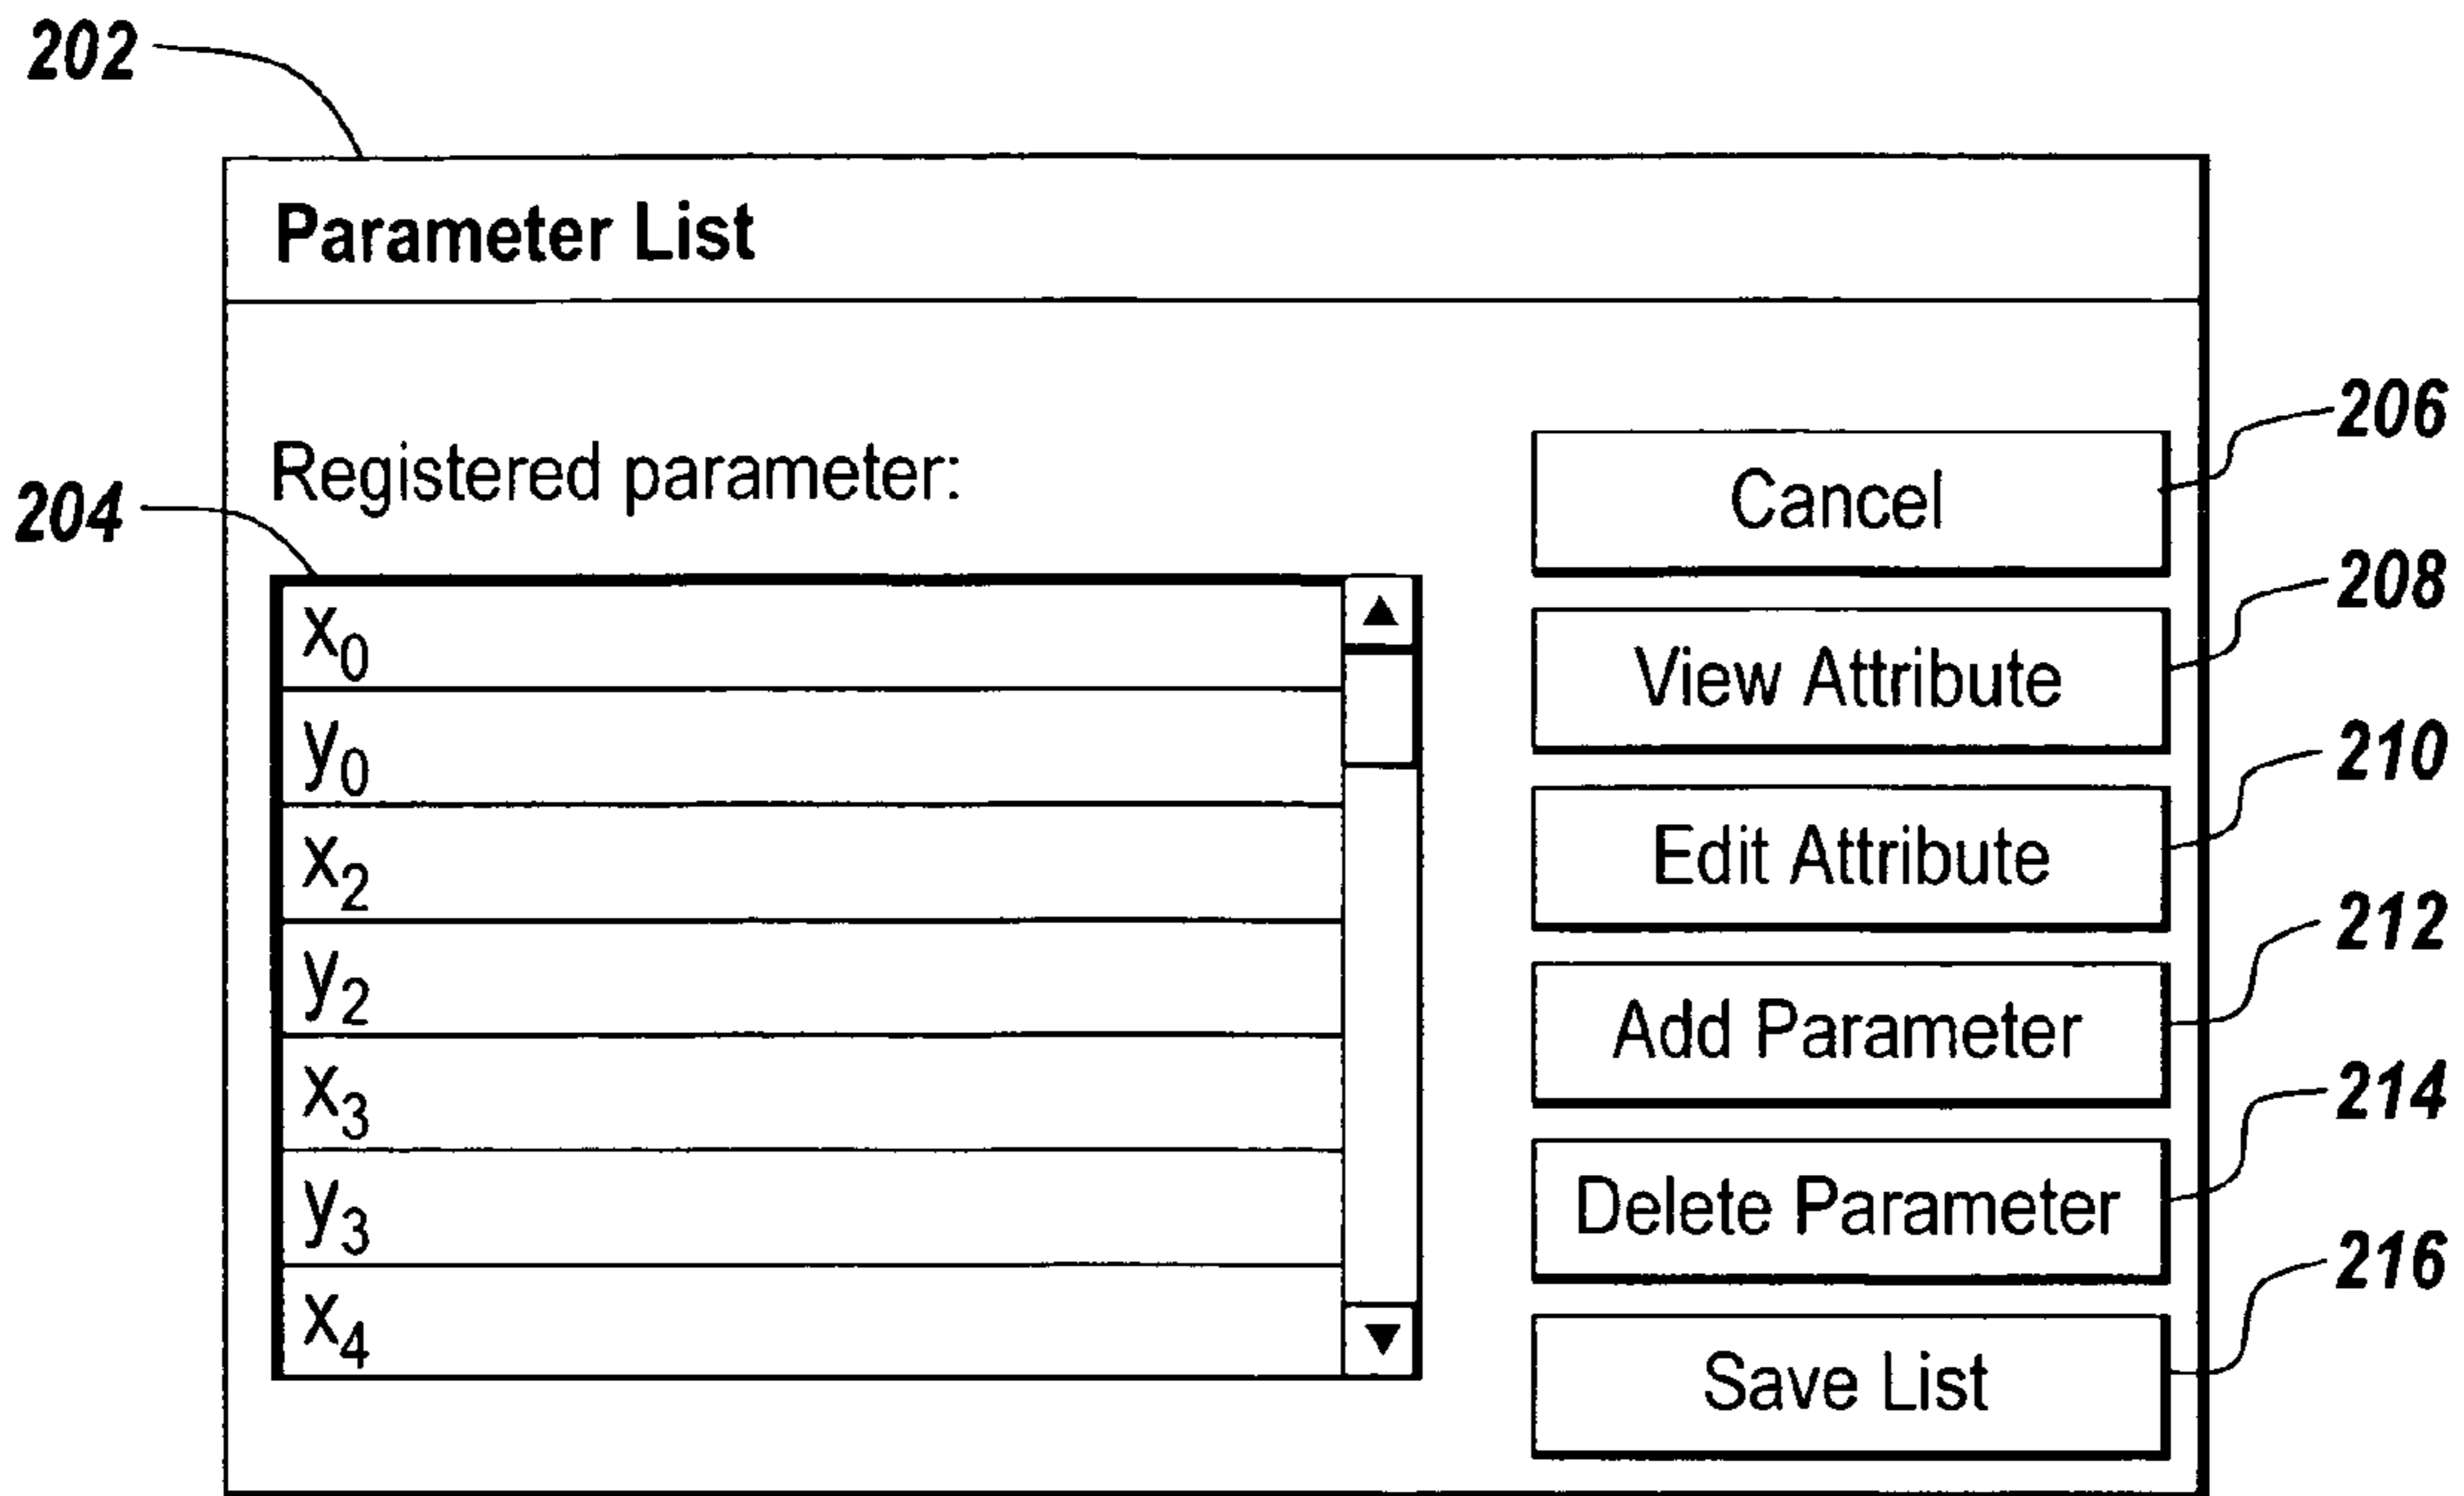 202
Parameter List
Registered parameter:
204
x0
y0
x2
y2
x3
y3
x4
Cancel
206
View Attribute
208
Edit Attribute
210
Add Parameter
212
Delete Parameter
214
Save List
216